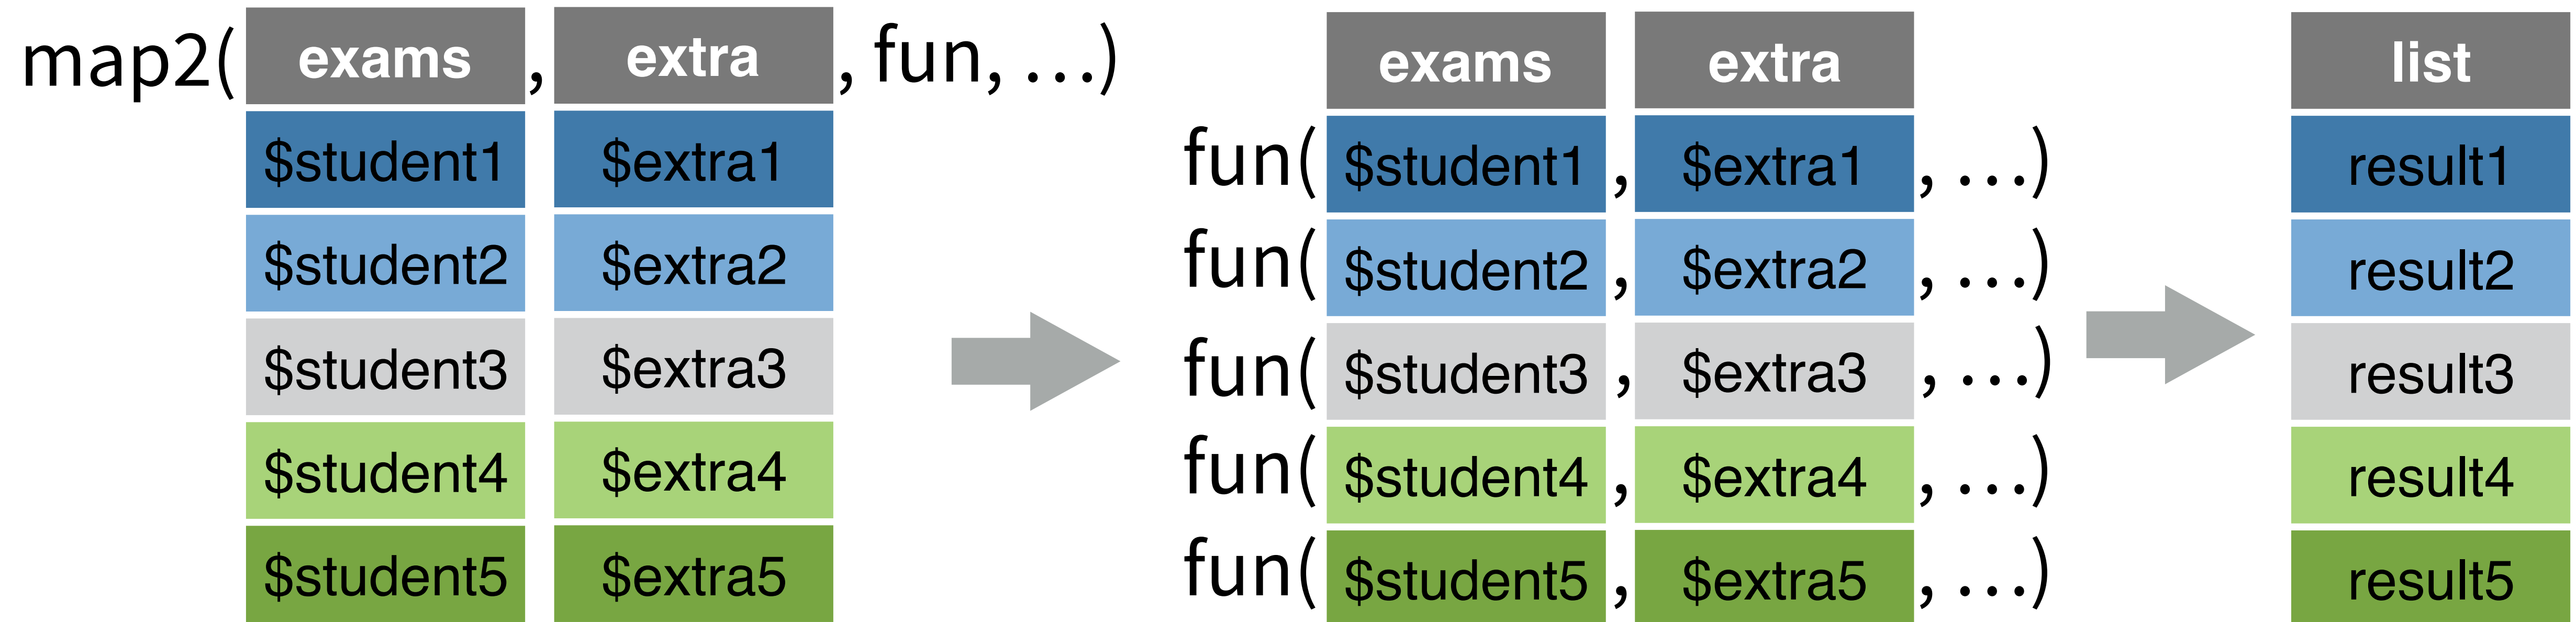 map2( exams , extra , fun, ...) exams extra list
$student1 $extra1 fun( $student1 , $extra1 , ...) result1
$student2 $extra2 fun( $student2 , $extra2 , ...) result2
$student3 $extra3 fun( $student3 , $extra3 , ...) result3
$student4 $extra4 fun( $student4 , $extra4 , ...) result4
$student5 $extra5 fun( $student5 , $extra5 , ...) result5